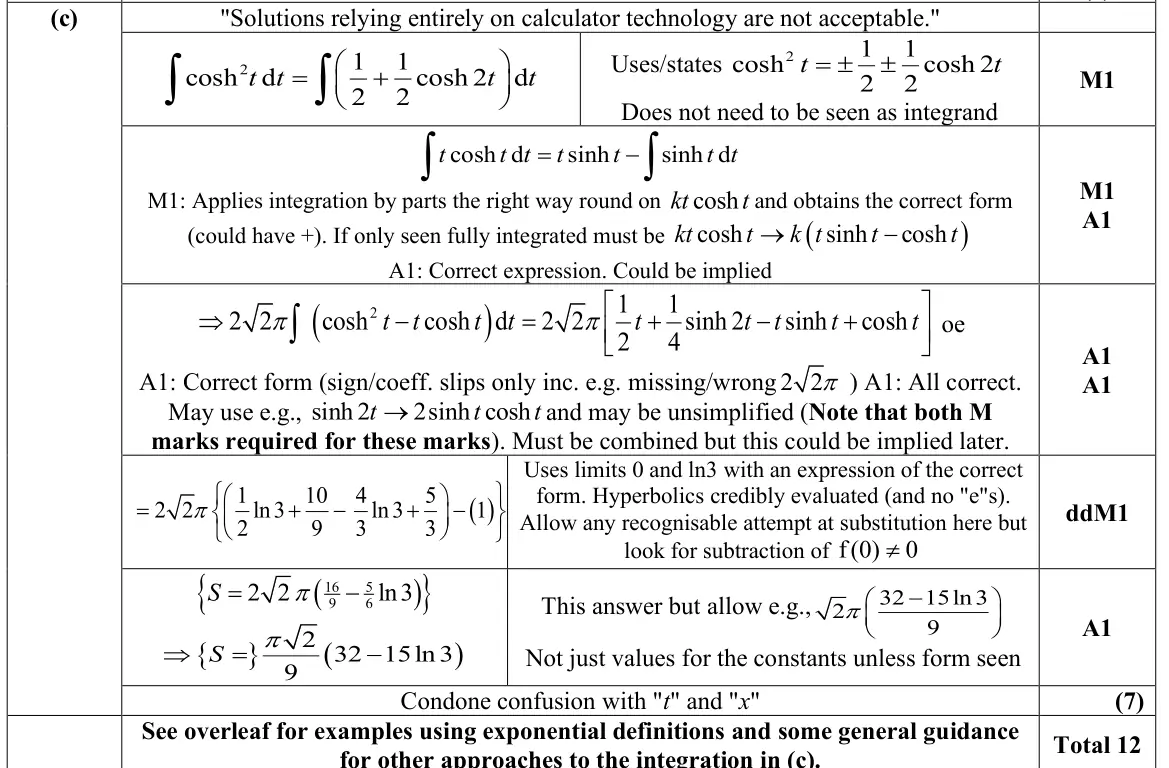 (c)
"Solutions relying entirely on calculator technology are not acceptable."
∫cosh²t dt = ∫(1/2 + 1/2 cosh 2t)dt
Uses/states cosh² t = ± 1/2 ± 1/2 cosh 2t
Does not need to be seen as integrand
M1
∫t cosh t dt = t sinh t − ∫sinh t dt
M1: Applies integration by parts the right way round on kt cosh t and obtains the correct form
(could have +). If only seen fully integrated must be kt cosh t → k(t sinh t − cosh t)
A1: Correct expression. Could be implied
M1
A1
⇒ 2√2π∫ (cosh² t − t cosh t)dt = 2√2π[1/2 t + 1/4 sinh 2t − t sinh t + cosh t] oe
A1: Correct form (sign/coeff. slips only inc. e.g. missing/wrong 2√2π ) A1: All correct.
May use e.g., sinh 2t → 2sinh t cosh t and may be unsimplified (Note that both M
marks required for these marks). Must be combined but this could be implied later.
A1
A1
= 2√2π{(1/2 ln 3 + 10/9 − 4/3 ln 3 + 5/3) − (1)}
Uses limits 0 and ln3 with an expression of the correct
form. Hyperbolics credibly evaluated (and no "e"s).
Allow any recognisable attempt at substitution here but
look for subtraction of f(0) ≠ 0
ddM1
{S = 2√2 π(16/9 − 5/6 ln 3)}
⇒ {S =} π√2/9 (32 − 15 ln 3)
This answer but allow e.g., √2π((32 − 15 ln 3)/9)
Not just values for the constants unless form seen
A1
Condone confusion with "t" and "x"
(7)
See overleaf for examples using exponential definitions and some general guidance
for other approaches to the integration in (c).
Total 12